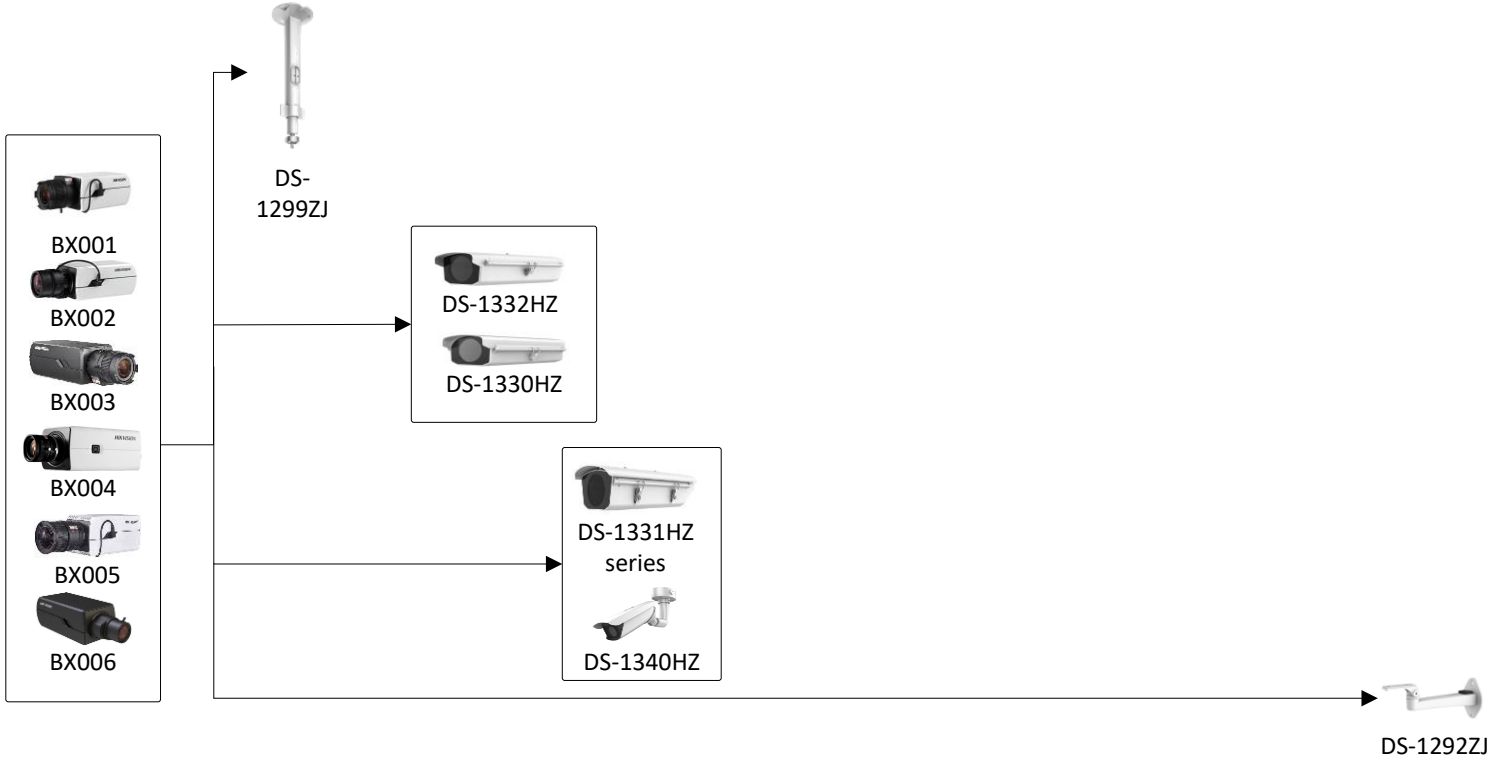 DS-
1299ZJ
BX001
BX002
BX003
HIKVISION
BX004
BX005
BX006
DS-1332HZ
DS-1330HZ
DS-1331HZ
series
DS-1340HZ
DS-1292ZJ